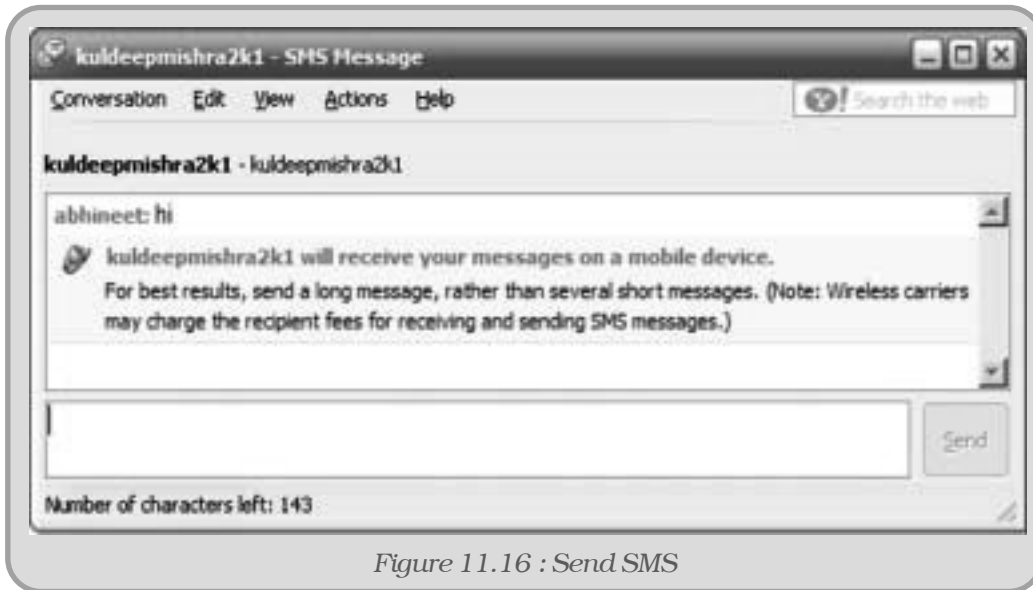 kuldeepmishra2k1 - SMS Message
Conversation Edit View Actions Help
Y! Search the web
kuldeepmishra2k1 - kuldeepmishra2k1
abhineet: hi
kuldeepmishra2k1 will receive your messages on a mobile device.
For best results, send a long message, rather than several short messages. (Note: Wireless carriers
may charge the recipient fees for receiving and sending SMS messages.)
Send
Number of characters left: 143
Figure 11.16 : Send SMS